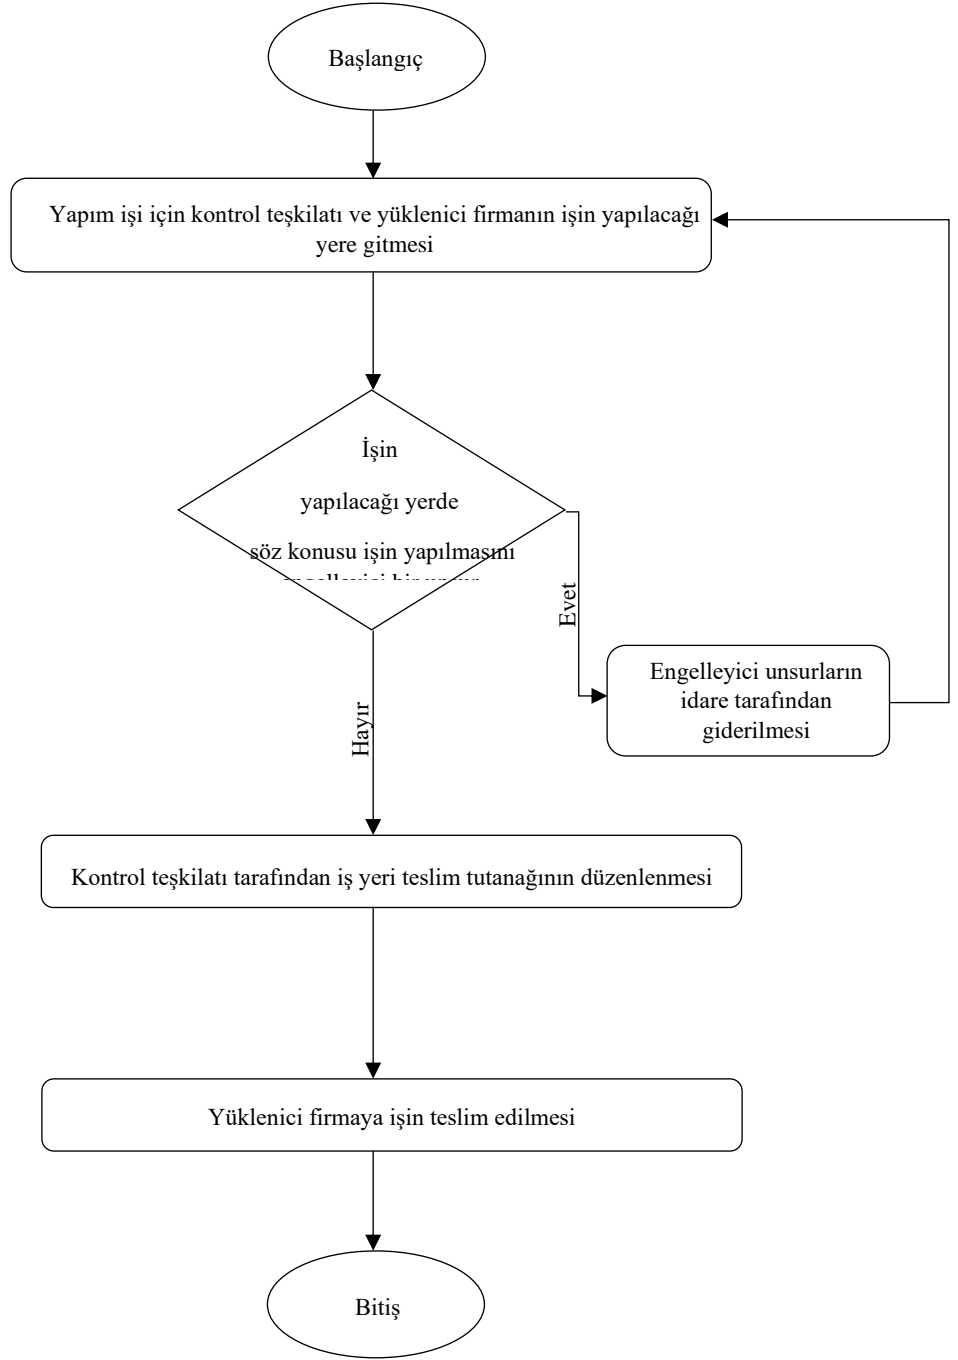 Başlangıç
Yapım işi için kontrol teşkilatı ve yüklenici firmanın işin yapılacağı
yere gitmesi
İşin
yapılacağı yerde
söz konusu işin yapılmasını
Evet
Engelleyici unsurların
idare tarafından
giderilmesi
Hayır
Kontrol teşkilatı tarafından iş yeri teslim tutanağının düzenlenmesi
Yüklenici firmaya işin teslim edilmesi
Bitiş